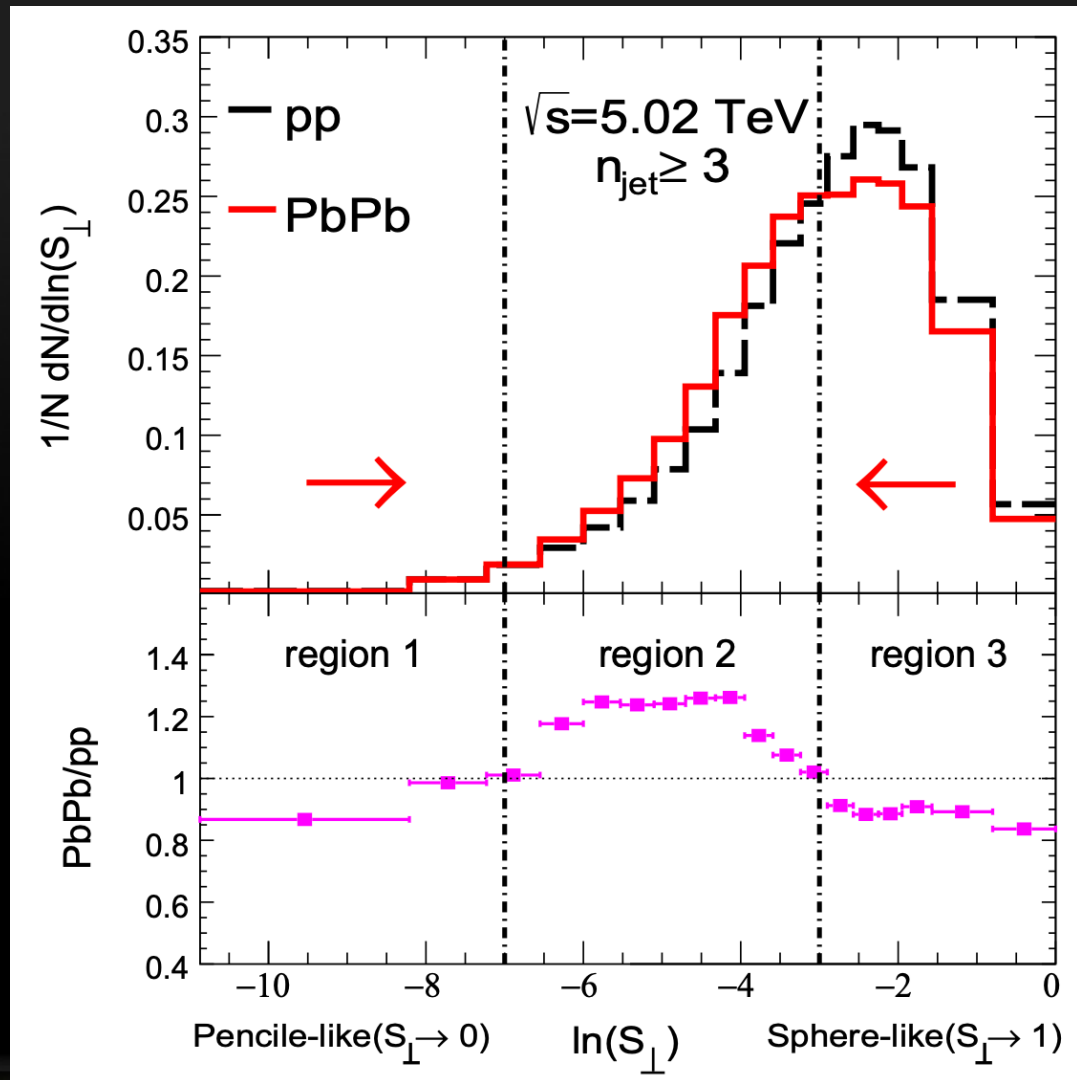 0.35
0.3
0.25
0.2
0.15
0.1
0.05
1/N dN/dln(S⊥)
pp
PbPb
√s=5.02 TeV
n_jet≥ 3
region 1
region 2
region 3
1.4
1.2
1
0.8
0.6
0.4
PbPb/pp
−10 −8 −6 −4 −2 0
Pencile-like(S⊥→ 0) ln(S⊥) Sphere-like(S⊥→ 1)